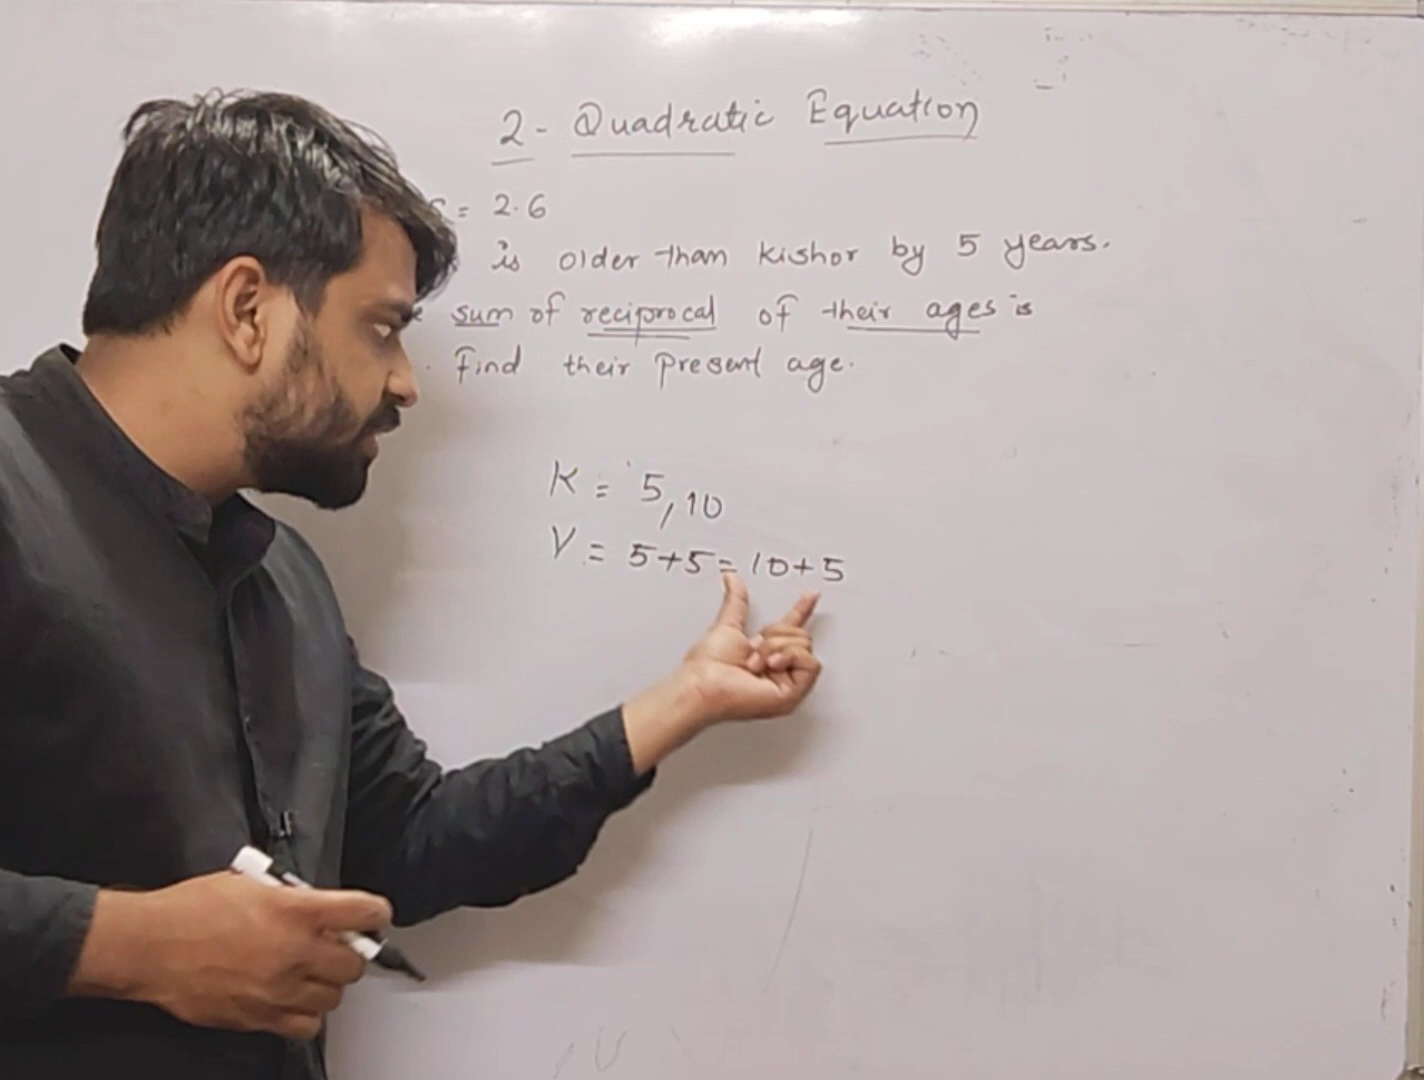 2 - Quadratic Equation
= 2.6
is older than kishor by 5 years.
sum of reciprocal of their ages is
. Find their present age.
K = 5, 10
V = 5+5 = 10+5